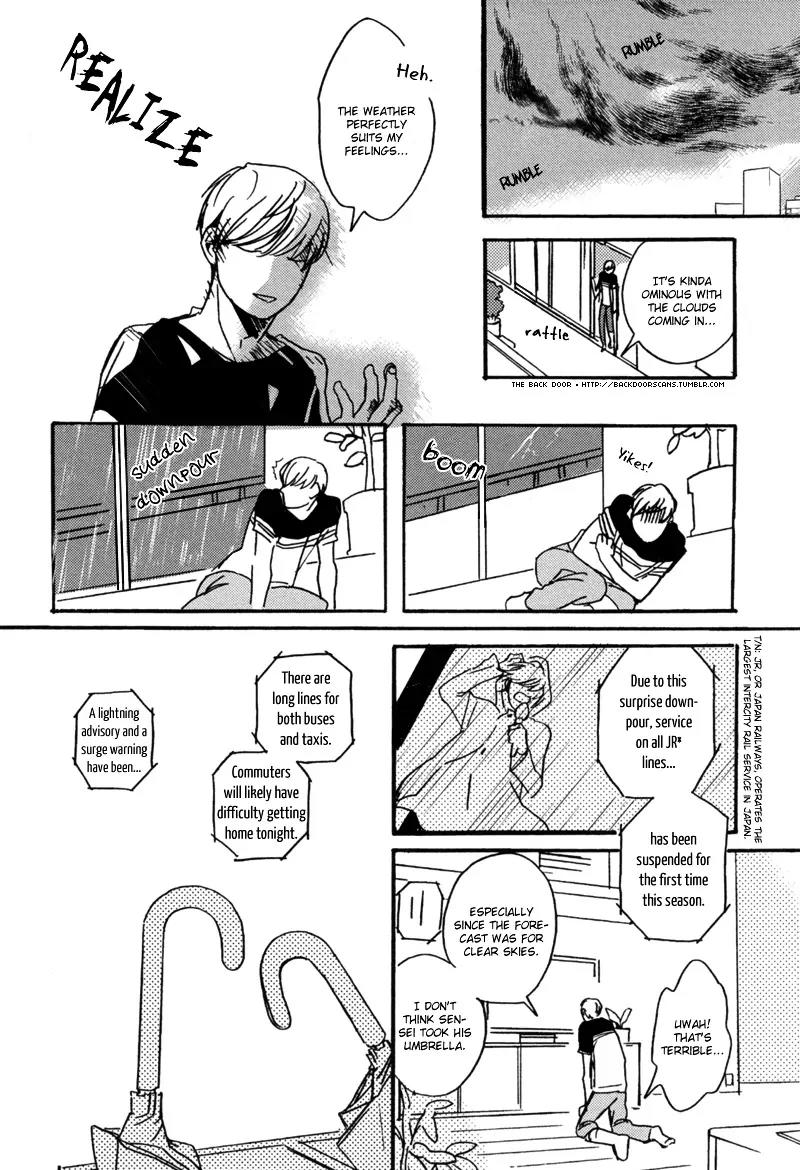 RUMBLE
RUMBLE
IT'S KINDA
OMINOUS WITH
THE CLOUDS
COMING IN...
rattle
THE BACK DOOR • HTTP://BACKDOORSCANS.TUMBLR.COM
Heh.
THE WEATHER
PERFECTLY
SUITS MY
FEELINGS...
REALIZE
boom
Yikes!
sudden
downpour
Due to this
surprise down-
pour, service
on all JR*
lines...
has been
suspended for
the first time
this season.
T/N: JR, OR JAPAN RAILWAYS, OPERATES THE
LARGEST INTERCITY RAIL SERVICE IN JAPAN.
There are
long lines for
both buses
and taxis.
Commuters
will likely have
difficulty getting
home tonight.
A lightning
advisory and a
surge warning
have been...
UWAH!
THAT'S
TERRIBLE...
ESPECIALLY
SINCE THE FORE-
CAST WAS FOR
CLEAR SKIES.
I DON'T
THINK SEN-
SEI TOOK HIS
UMBRELLA.